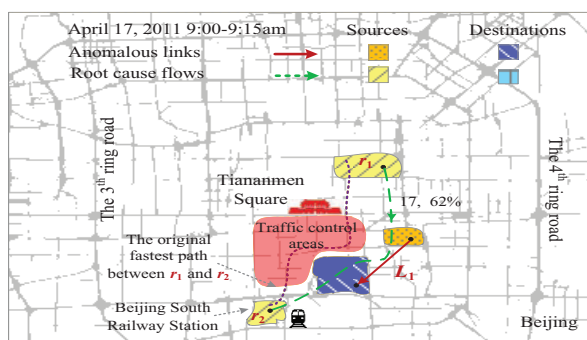 April 17, 2011 9:00-9:15am Sources Destinations
Anomalous links
Root cause flows
The 3th ring road
The 4th ring road
r1
Tiananmen
Square
17, 62%
Traffic control
areas
The original
fastest path
between r1 and r2
L1
Beijing South
Railway Station
r2
Beijing